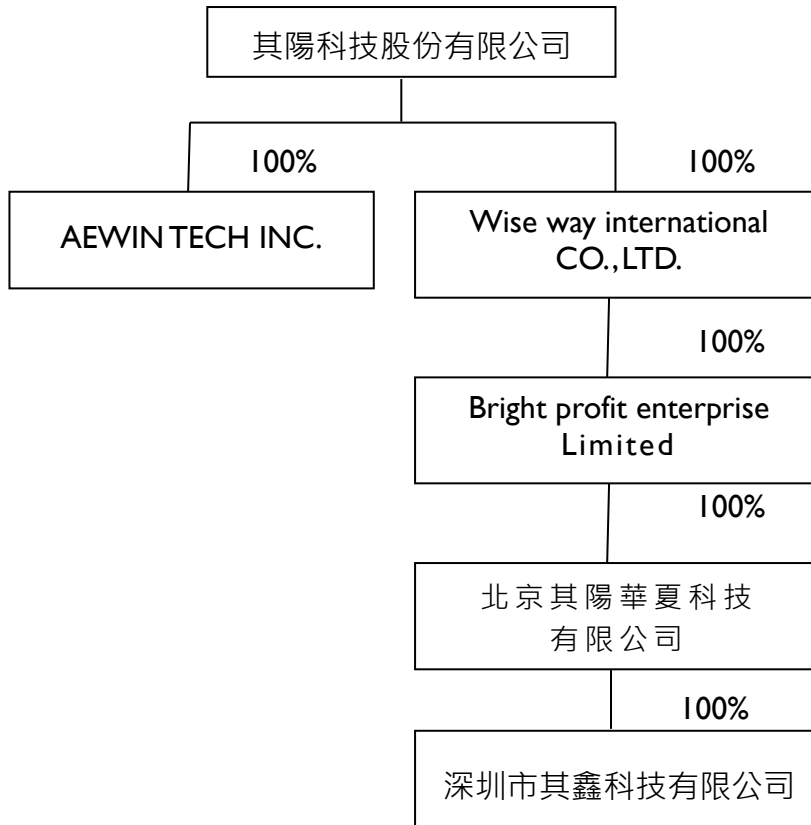 其陽科技股份有限公司
100%
100%
AEWIN TECH INC.
Wise way international
CO.,LTD.
100%
Bright profit enterprise
Limited
100%
北京其陽華夏科技
有限公司
100%
深圳市其鑫科技有限公司